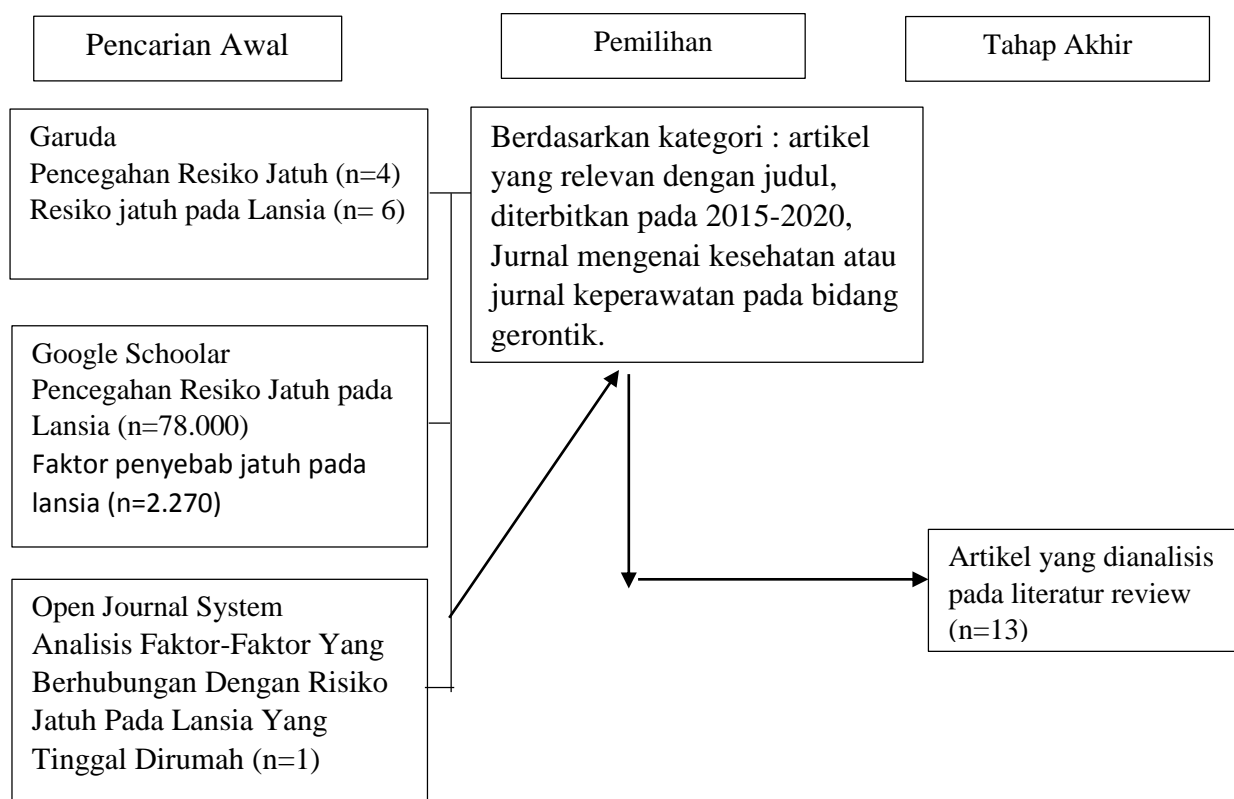 Pencarian Awal
Pemilihan
Tahap Akhir
Garuda
Pencegahan Resiko Jatuh (n=4)
Resiko jatuh pada Lansia (n= 6)
Berdasarkan kategori : artikel
yang relevan dengan judul,
diterbitkan pada 2015-2020,
Jurnal mengenai kesehatan atau
jurnal keperawatan pada bidang
gerontik.
Google Schoolar
Pencegahan Resiko Jatuh pada
Lansia (n=78.000)
Faktor penyebab jatuh pada
lansia (n=2.270)
Open Journal System
Analisis Faktor-Faktor Yang
Berhubungan Dengan Risiko
Jatuh Pada Lansia Yang
Tinggal Dirumah (n=1)
Artikel yang dianalisis
pada literatur review
(n=13)